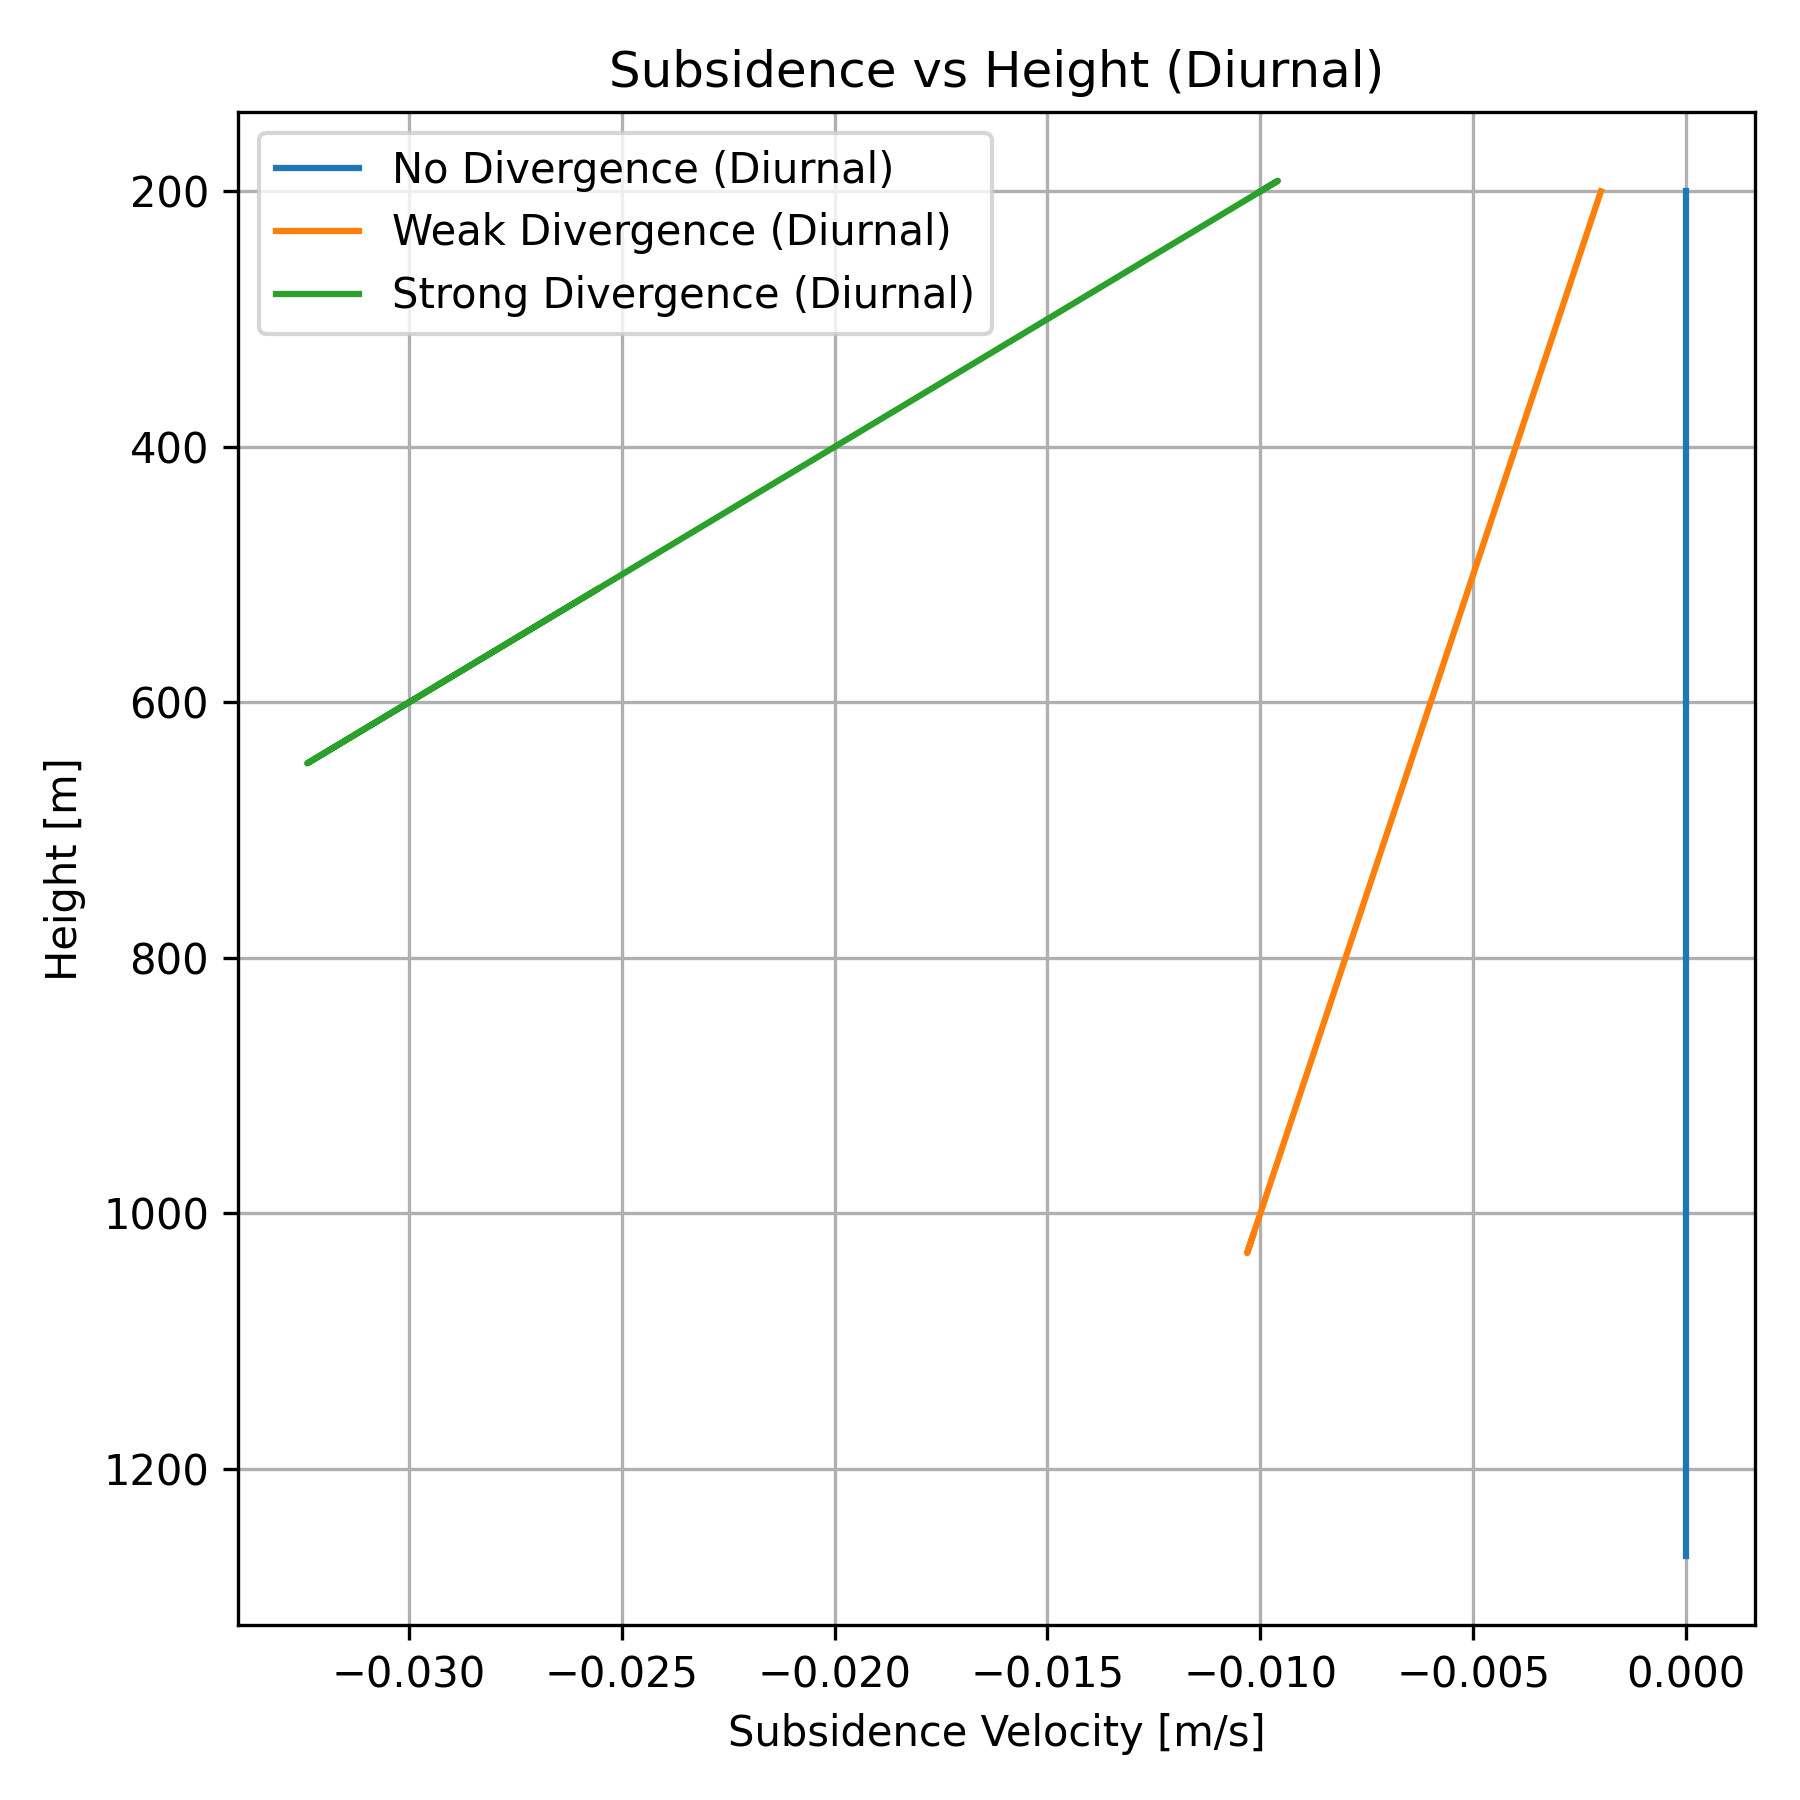 Subsidence vs Height (Diurnal)
No Divergence (Diurnal)
Weak Divergence (Diurnal)
Strong Divergence (Diurnal)
200
400
600
800
1000
1200
Height [m]
−0.030 −0.025 −0.020 −0.015 −0.010 −0.005 0.000
Subsidence Velocity [m/s]